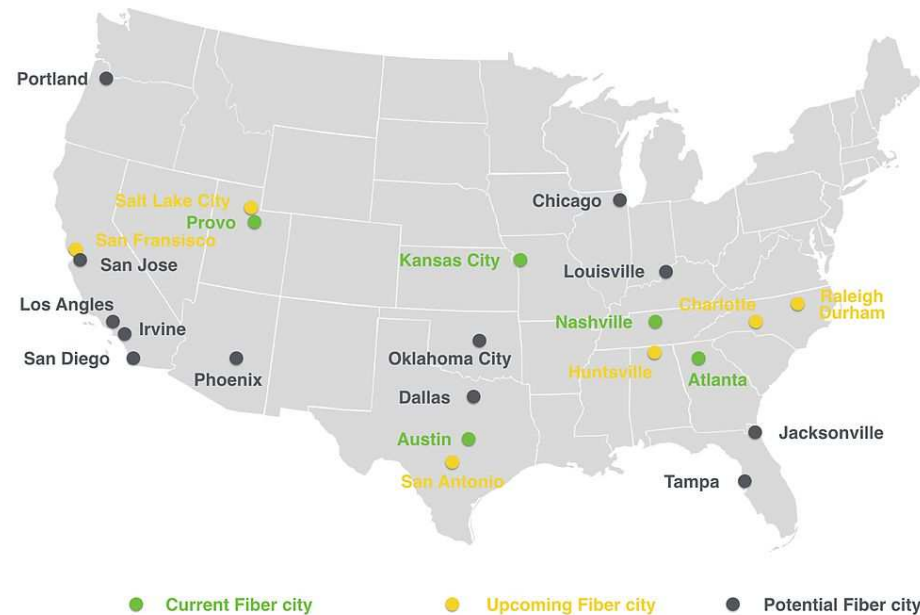 Portland
Chicago
Salt Lake City
Provo
San Fransisco
San Jose
Kansas City
Louisville
Los Angles
Irvine
Nashville
Charlotte
Raleigh
Durham
San Diego
Phoenix
Oklahoma City
Huntsville
Atlanta
Dallas
Austin
Jacksonville
San Antonio
Tampa
Current Fiber city
Upcoming Fiber city
Potential Fiber city